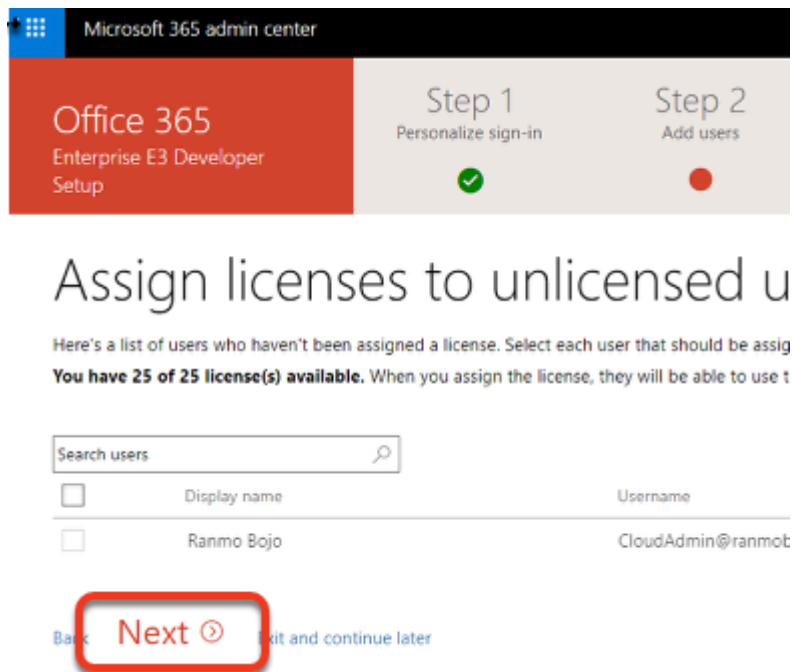 Microsoft 365 admin center
Office 365
Enterprise E3 Developer
Setup
Step 1
Personalize sign-in
Step 2
Add users
Assign licenses to unlicensed u
Here's a list of users who haven't been assigned a license. Select each user that should be assig
You have 25 of 25 license(s) available. When you assign the license, they will be able to use t
Search users
Display name Username
Ranmo Bojo CloudAdmin@ranmob
Next
and continue later